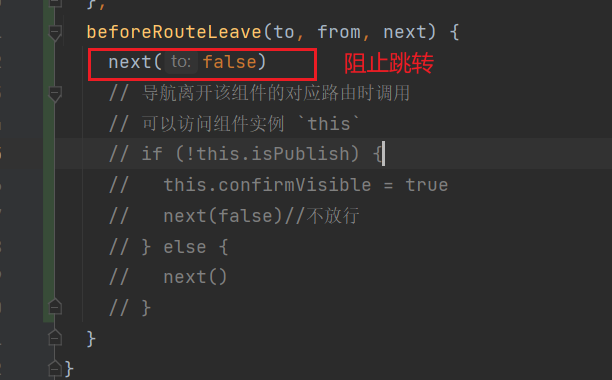 },
beforeRouteLeave(to, from, next) {
next( to: false) 阻止跳转
// 导航离开该组件的对应路由时调用
// 可以访问组件实例 `this`
// if (!this.isPublish) {
//   this.confirmVisible = true
//   next(false)//不放行
// } else {
//   next()
// }
}
}